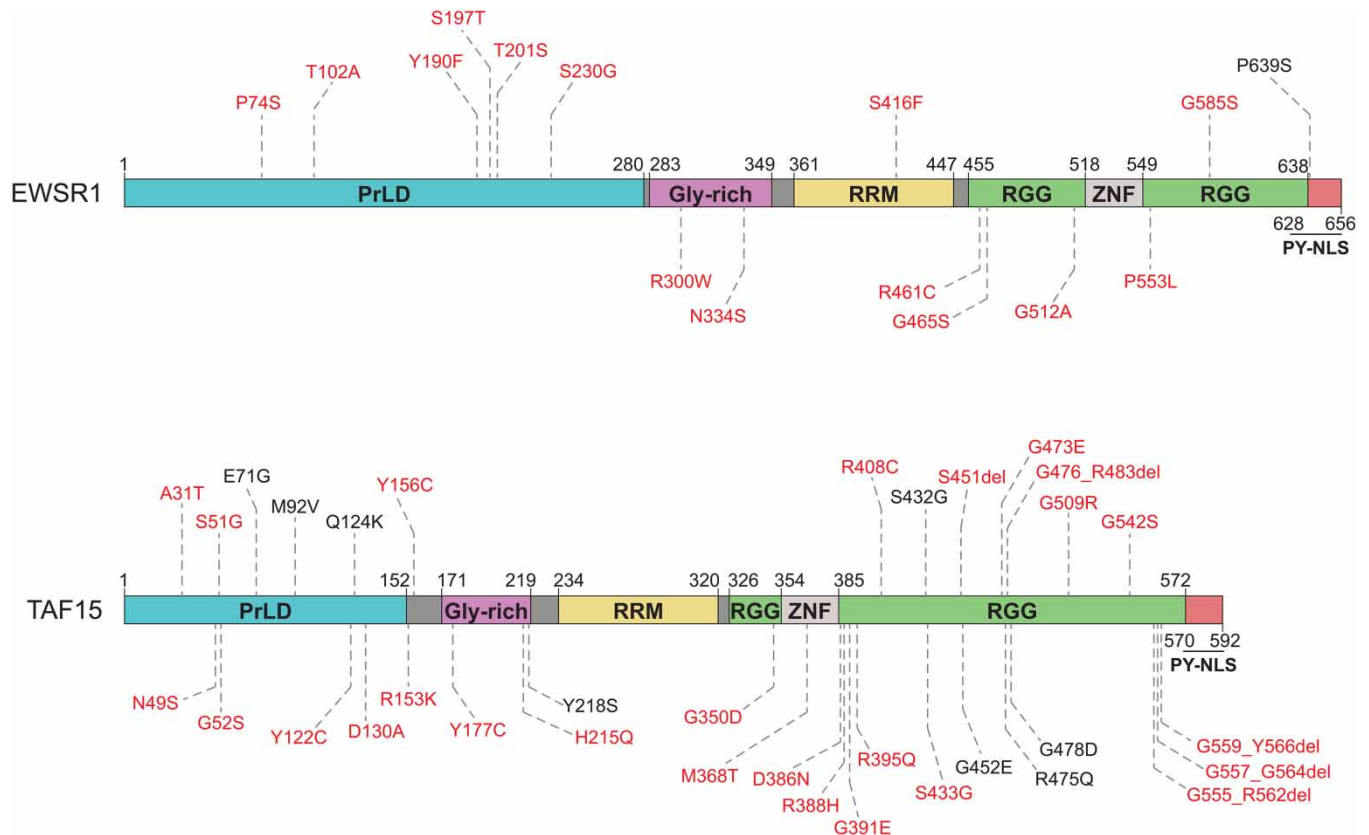 S197T
Y190F
T201S
T102A
S230G
P639S
P74S
S416F
G585S
1 280 283 349 361 447 455 518 549 638
EWSR1 PrLD Gly-rich RRM RGG ZNF RGG
628 656
PY-NLS
R300W
R461C
P553L
N334S
G465S
G512A
G473E
E71G
R408C
S451del
G476_R483del
A31T
M92V
Y156C
S432G
G509R
S51G
Q124K
G542S
1 152 171 219 234 320 326 354 385 572
TAF15 PrLD Gly-rich RRM RGG ZNF RGG
570 592
PY-NLS
N49S
R153K
Y218S
G52S
Y122C
D130A
Y177C
H215Q
G350D
G478D
G559_Y566del
M368T
D386N
R395Q
G452E
R475Q
G557_G564del
R388H
S433G
G555_R562del
G391E